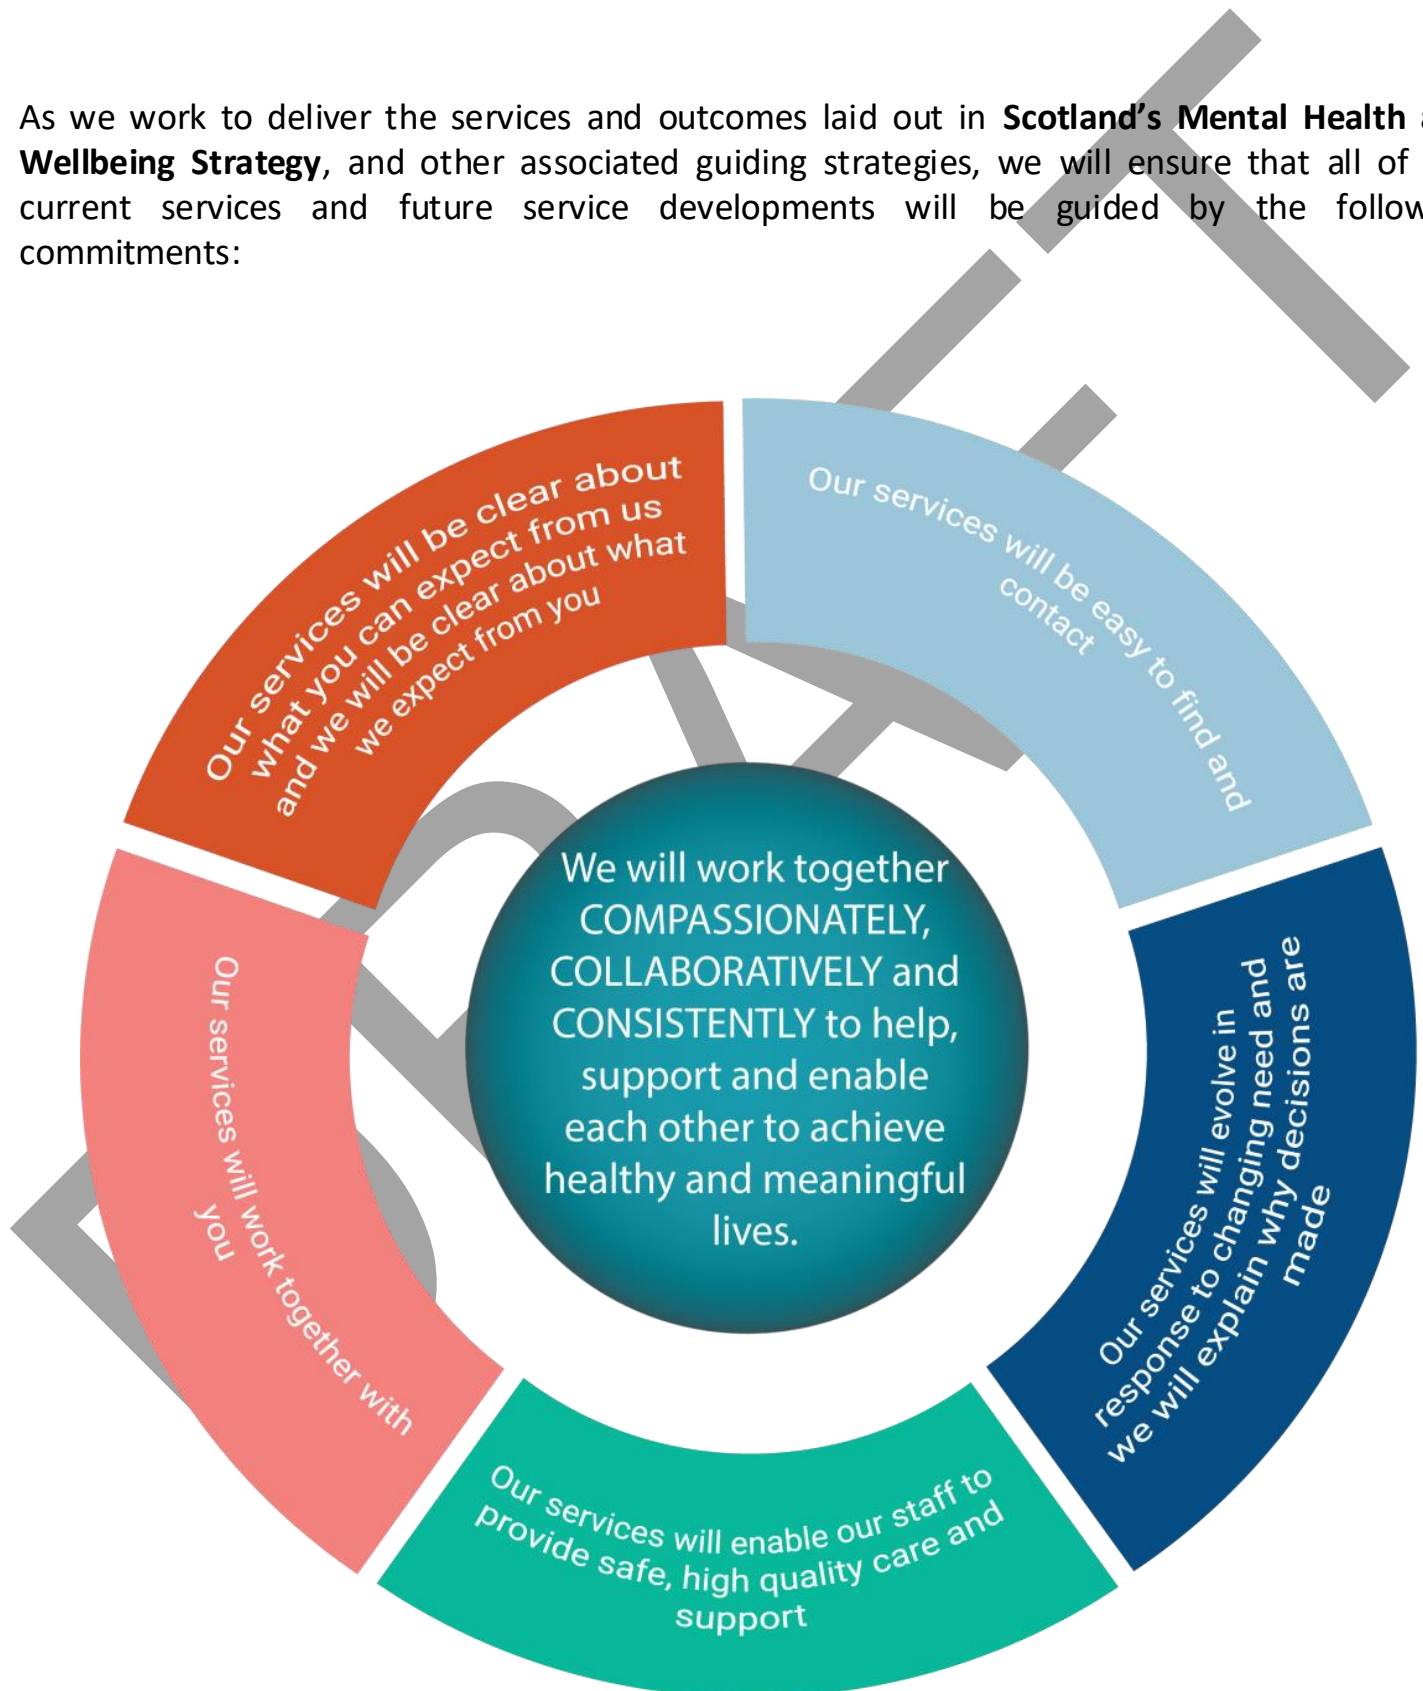 As we work to deliver the services and outcomes laid out in Scotland’s Mental Health
Wellbeing Strategy, and other associated guiding strategies, we will ensure that all of
current services and future service developments will be guided by the
commitments:
Our services will be clear about
what you can expect from us
and we will be clear about what
we expect from you
Our services will be easy to find and
contact
Our services will evolve in
response to changing need and
we will explain why decisions are
made
Our services will enable our staff to
provide safe, high quality care and
support
Our services will work together with
you
We will work together
COMPASSIONATELY,
COLLABORATIVELY and
CONSISTENTLY to help,
support and enable
each other to achieve
healthy and meaningful
lives.
DRAFT